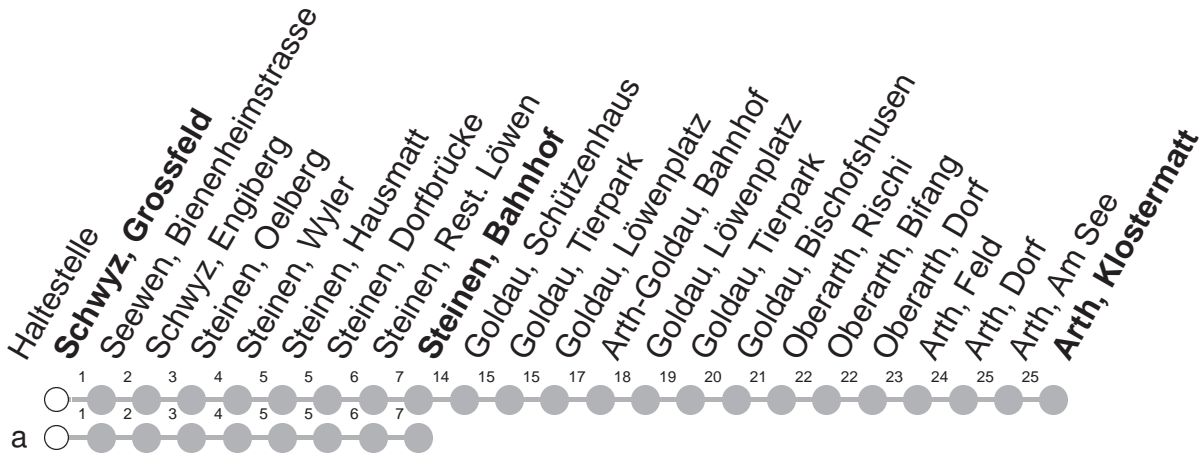 Haltestelle
Schwyz, Grossfeld
Seewen, Bienenheimstrasse
Schwyz, Engiberg
Steinen, Oelberg
Steinen, Wyler
Steinen, Hausmatt
Steinen, Dorfbrücke
Steinen, Rest. Löwen
Steinen, Bahnhof
Goldau, Schützenhaus
Goldau, Tierpark
Goldau, Löwenplatz
Arth-Goldau, Bahnhof
Goldau, Löwenplatz
Goldau, Tierpark
Goldau, Bischofshusen
Oberarth, Rischi
Oberarth, Bifang
Oberarth, Dorf
Arth, Feld
Arth, Dorf
Arth, Am See
Arth, Klostermatt
1 2 3 4 5 5 6 7 14 15 15 17 18 19 20 21 22 22 23 24 25 25
a 1 2 3 4 5 5 6 7